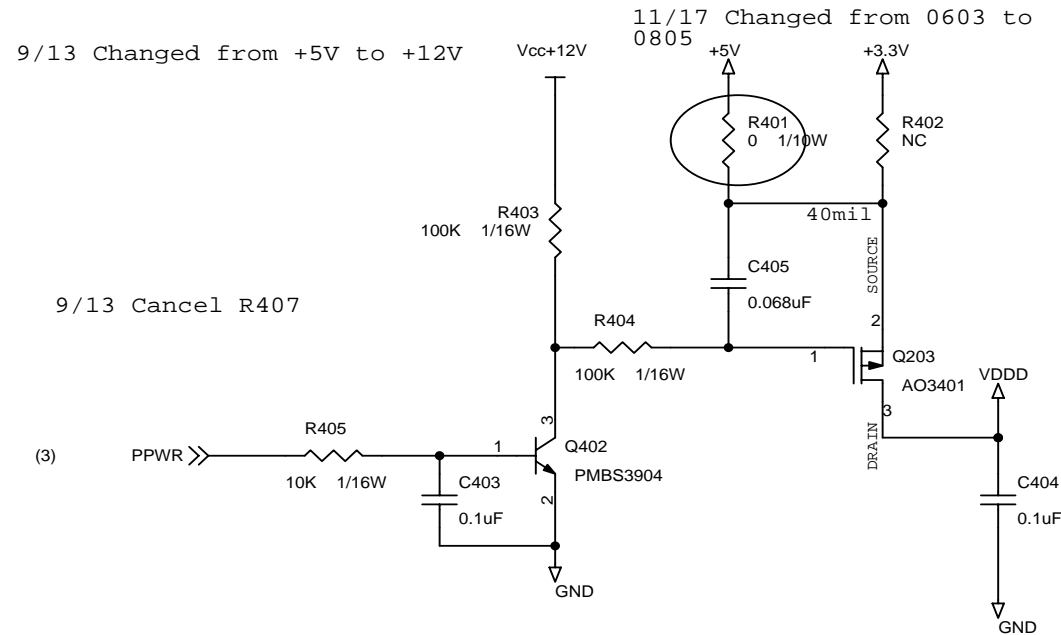 11/17 Changed from 0603 to
0805
9/13 Changed from +5V to +12V
Vcc+12V
+5V
+3.3V
R401
0 1/10W
R402
NC
R403
100K 1/16W
40mil
SOURCE
C405
0.068uF
9/13 Cancel R407
R404
100K 1/16W
2
1
Q203
AO3401
VDDD
3
DRAIN
3
R405
1
Q402
(3)
PPWR
PMBS3904
10K 1/16W
C403
0.1uF
2
C404
0.1uF
GND
GND